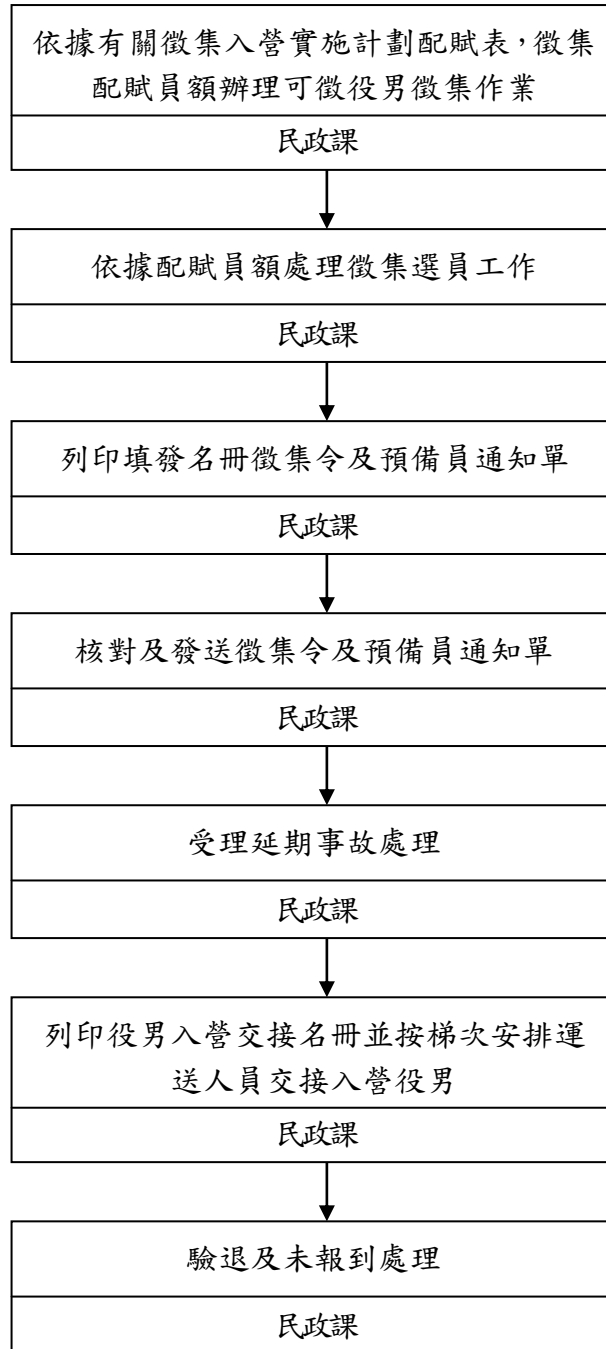 依據有關徵集入營實施計劃配賦表，徵集
配賦員額辦理可徵役男徵集作業
民政課
依據配賦員額處理徵集選員工作
民政課
列印填發名冊徵集令及預備員通知單
民政課
核對及發送徵集令及預備員通知單
民政課
受理延期事故處理
民政課
列印役男入營交接名冊並按梯次安排運
送人員交接入營役男
民政課
驗退及未報到處理
民政課